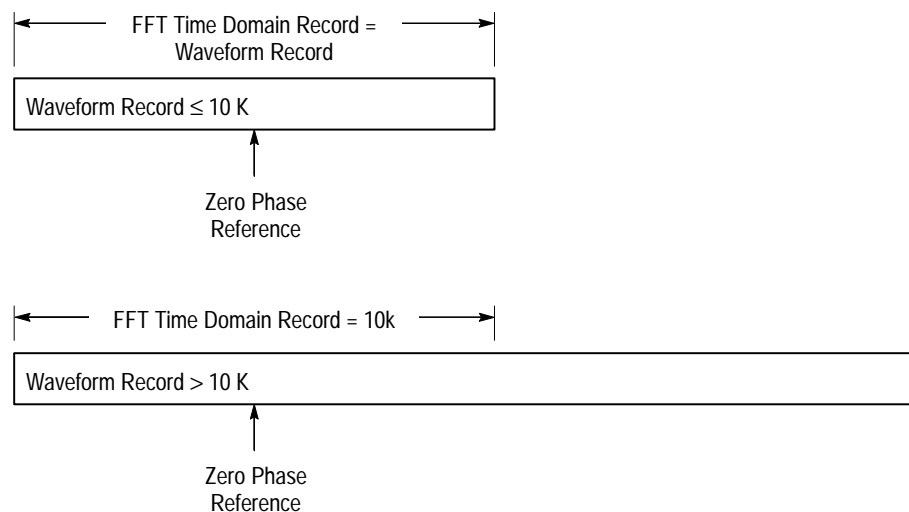 FFT Time Domain Record =
Waveform Record
Waveform Record ≤ 10 K
Zero Phase
Reference
FFT Time Domain Record = 10k
Waveform Record > 10 K
Zero Phase
Reference